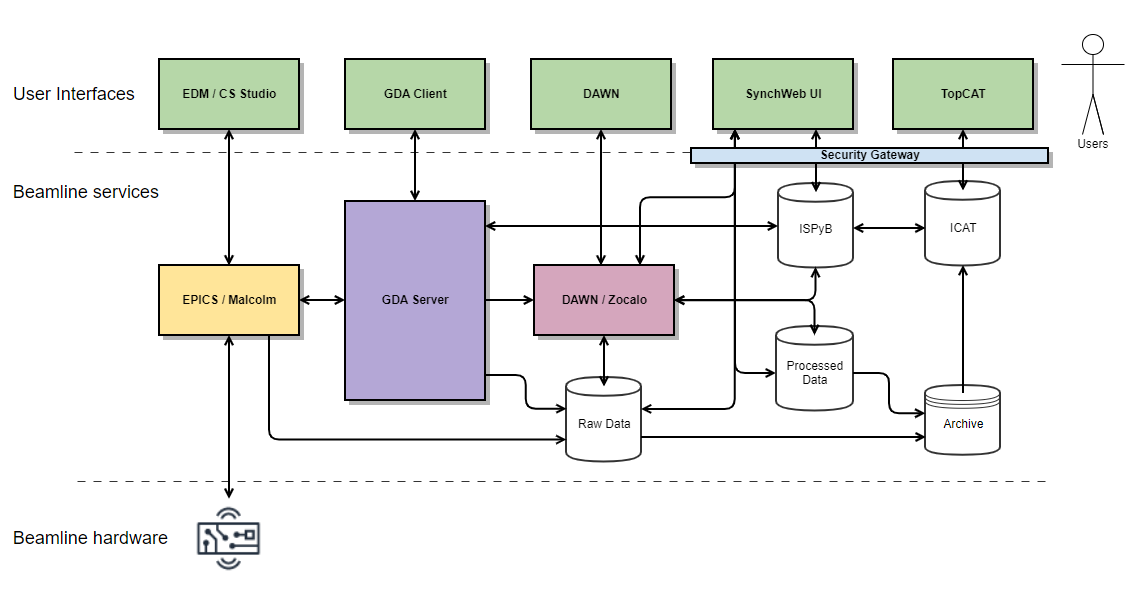 User Interfaces
EDM / CS Studio
GDA Client
DAWN
SynchWeb UI
TopCAT
Users
Security Gateway
Beamline services
ISPyB
ICAT
EPICS / Malcolm
GDA Server
DAWN / Zocalo
Processed
Data
Raw Data
Archive
Beamline hardware